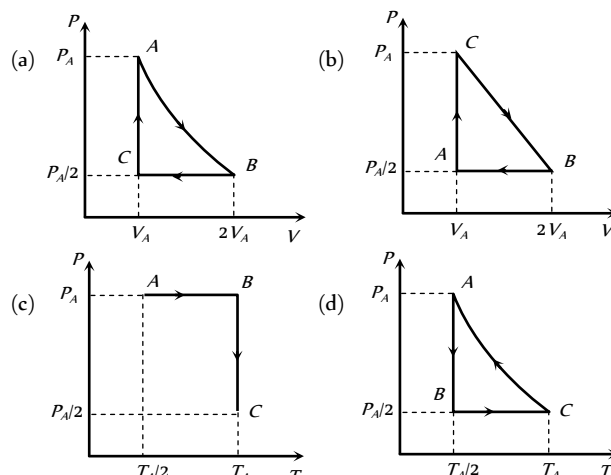 (a)
P
P_A
A
C
B
P_A/2
V_A
2V_A
V
(b)
P
P_A
C
A
B
P_A/2
V_A
2V_A
V
(c)
P
P_A
A
B
P_A/2
C
T_A/2
T_A
T
(d)
P
P_A
A
B
P_A/2
C
T_A/2
T_A
T